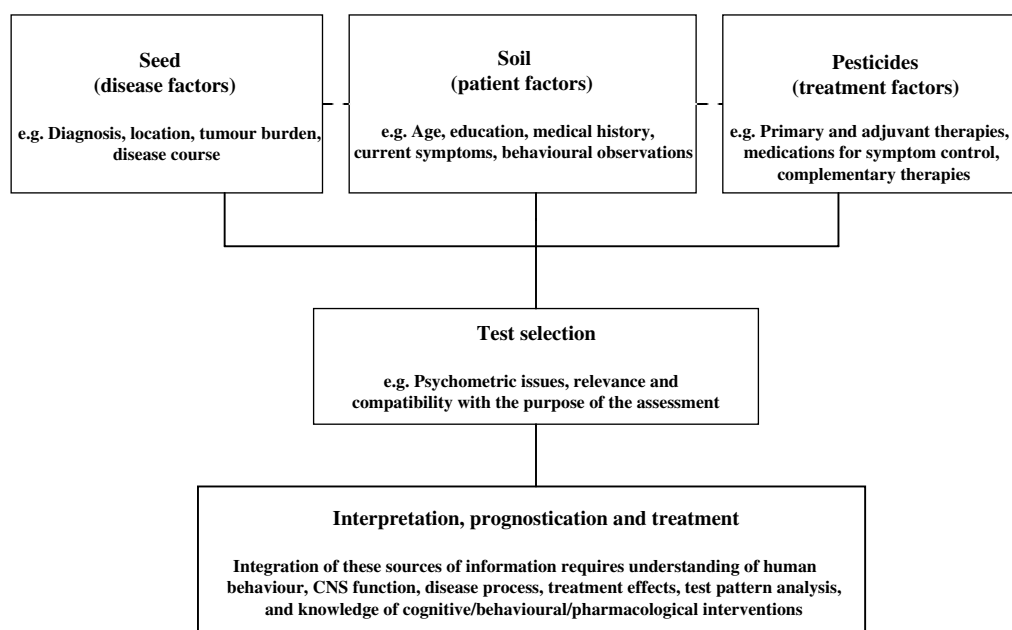 Seed
(disease factors)
e.g. Diagnosis, location, tumour burden,
disease course
Soil
(patient factors)
e.g. Age, education, medical history,
current symptoms, behavioural observations
Pesticides
(treatment factors)
e.g. Primary and adjuvant therapies,
medications for symptom control,
complementary therapies
Test selection
e.g. Psychometric issues, relevance and
compatibility with the purpose of the assessment
Interpretation, prognostication and treatment
Integration of these sources of information requires understanding of human
behaviour, CNS function, disease process, treatment effects, test pattern analysis,
and knowledge of cognitive/behavioural/pharmacological interventions